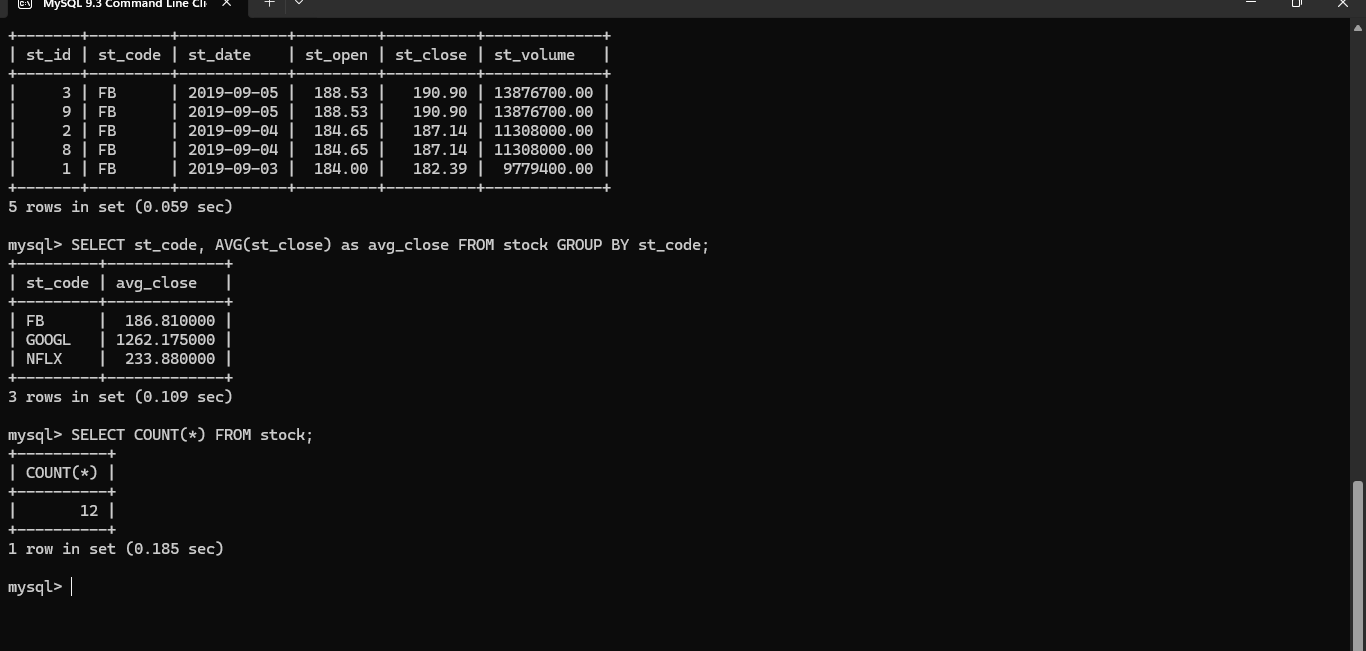 MySQL 9.3 Command Line Cli
+-------+---------+------------+---------+----------+-------------+
| st_id | st_code | st_date    | st_open | st_close | st_volume   |
+-------+---------+------------+---------+----------+-------------+
|     3 | FB      | 2019-09-05 |  188.53 |   190.90 | 13876700.00 |
|     9 | FB      | 2019-09-05 |  188.53 |   190.90 | 13876700.00 |
|     2 | FB      | 2019-09-04 |  184.65 |   187.14 | 11308000.00 |
|     8 | FB      | 2019-09-04 |  184.65 |   187.14 | 11308000.00 |
|     1 | FB      | 2019-09-03 |  184.00 |   182.39 |  9779400.00 |
+-------+---------+------------+---------+----------+-------------+
5 rows in set (0.059 sec)
mysql> SELECT st_code, AVG(st_close) as avg_close FROM stock GROUP BY st_code;
+---------+-------------+
| st_code | avg_close   |
+---------+-------------+
| FB      |  186.810000 |
| GOOGL   | 1262.175000 |
| NFLX    |  233.880000 |
+---------+-------------+
3 rows in set (0.109 sec)
mysql> SELECT COUNT(*) FROM stock;
+----------+
| COUNT(*) |
+----------+
|       12 |
+----------+
1 row in set (0.185 sec)
mysql>